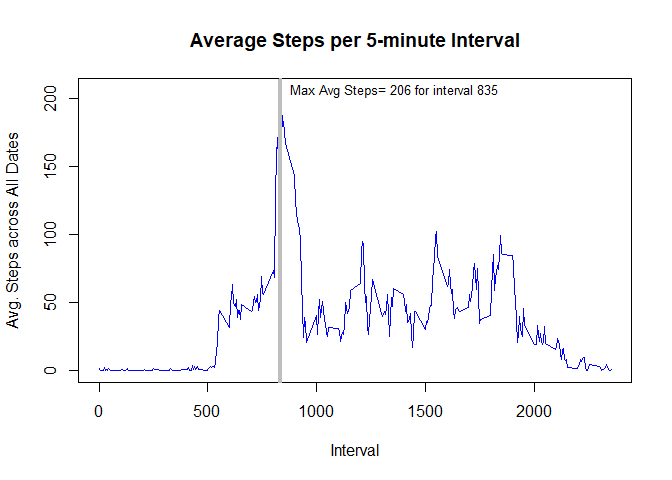 Average Steps per 5-minute Interval
Max Avg Steps= 206 for interval 835
Avg. Steps across All Dates
200
150
100
50
0
0 500 1000 1500 2000
Interval